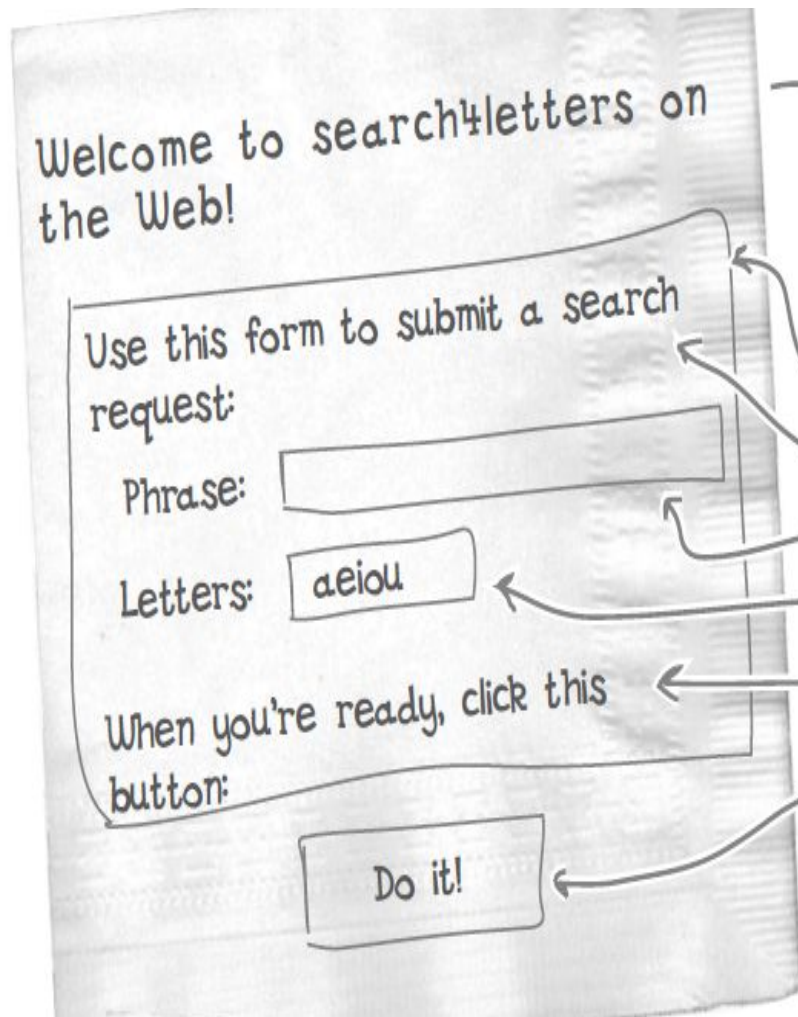 Welcome to search4letters on
the Web!
Use this form to submit a search
request:
Phrase:
Letters: aeiou
When you're ready, click this
button:
Do it!